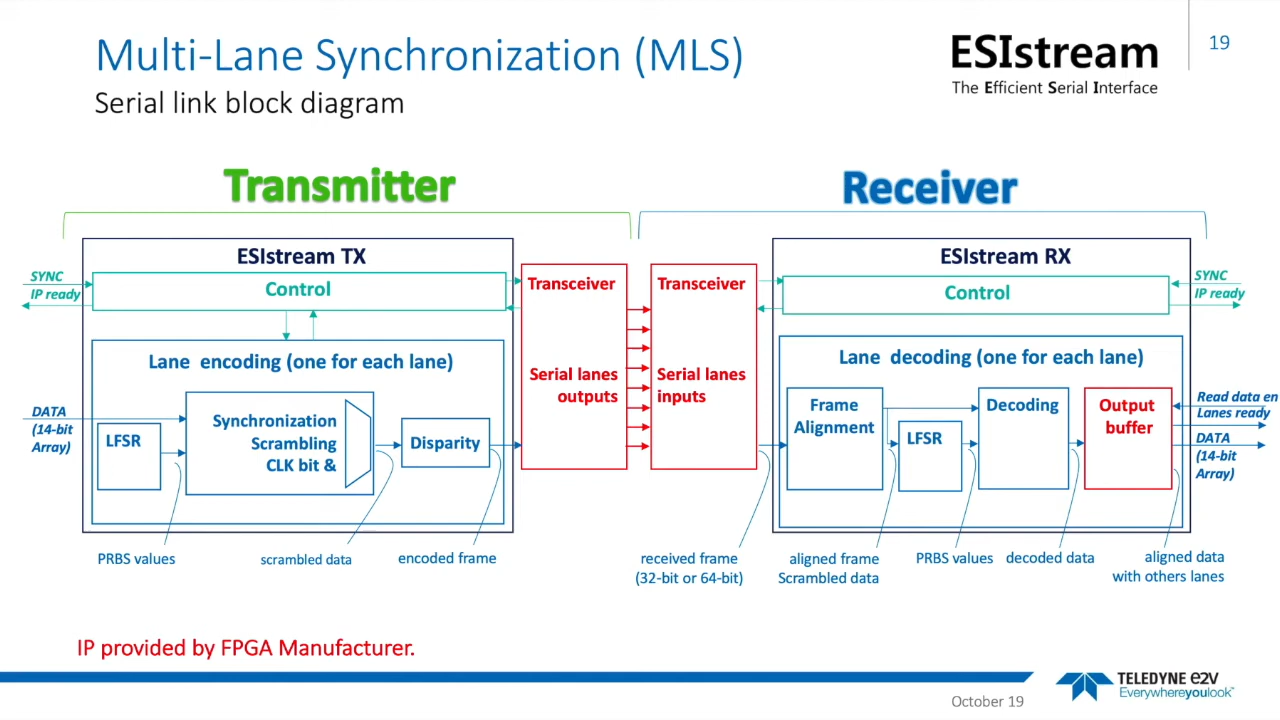 Multi-Lane Synchronization (MLS)
Serial link block diagram
ESIstream
The Efficient Serial Interface
19
Transmitter
Receiver
ESIstream TX
SYNC
IP ready
Control
Lane encoding (one for each lane)
DATA
(14-bit
Array)
LFSR
Synchronization
Scrambling
CLK bit &
Disparity
Transceiver
Serial lanes
outputs
Transceiver
Serial lanes
inputs
ESIstream RX
Control
SYNC
IP ready
Lane decoding (one for each lane)
Frame
Alignment
LFSR
Decoding
Output
buffer
Read data en
Lanes ready
DATA
(14-bit
Array)
PRBS values
scrambled data
encoded frame
received frame
(32-bit or 64-bit)
aligned frame
Scrambled data
PRBS values
decoded data
aligned data
with others lanes
IP provided by FPGA Manufacturer.
October 19
TELEDYNE e2v
Everywhereyoulook™